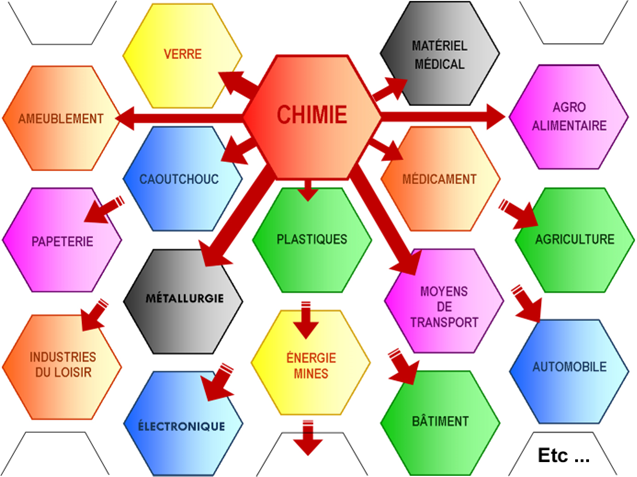 VERRE
MATÉRIEL
MÉDICAL
AMEUBLEMENT
CHIMIE
AGRO
ALIMENTAIRE
CAOUTCHOUC
MÉDICAMENT
PAPETERIE
PLASTIQUES
AGRICULTURE
MÉTALLURGIE
MOYENS
DE
TRANSPORT
INDUSTRIES
DU LOISIR
ÉNERGIE
MINES
AUTOMOBILE
ÉLECTRONIQUE
BÂTIMENT
Etc ...